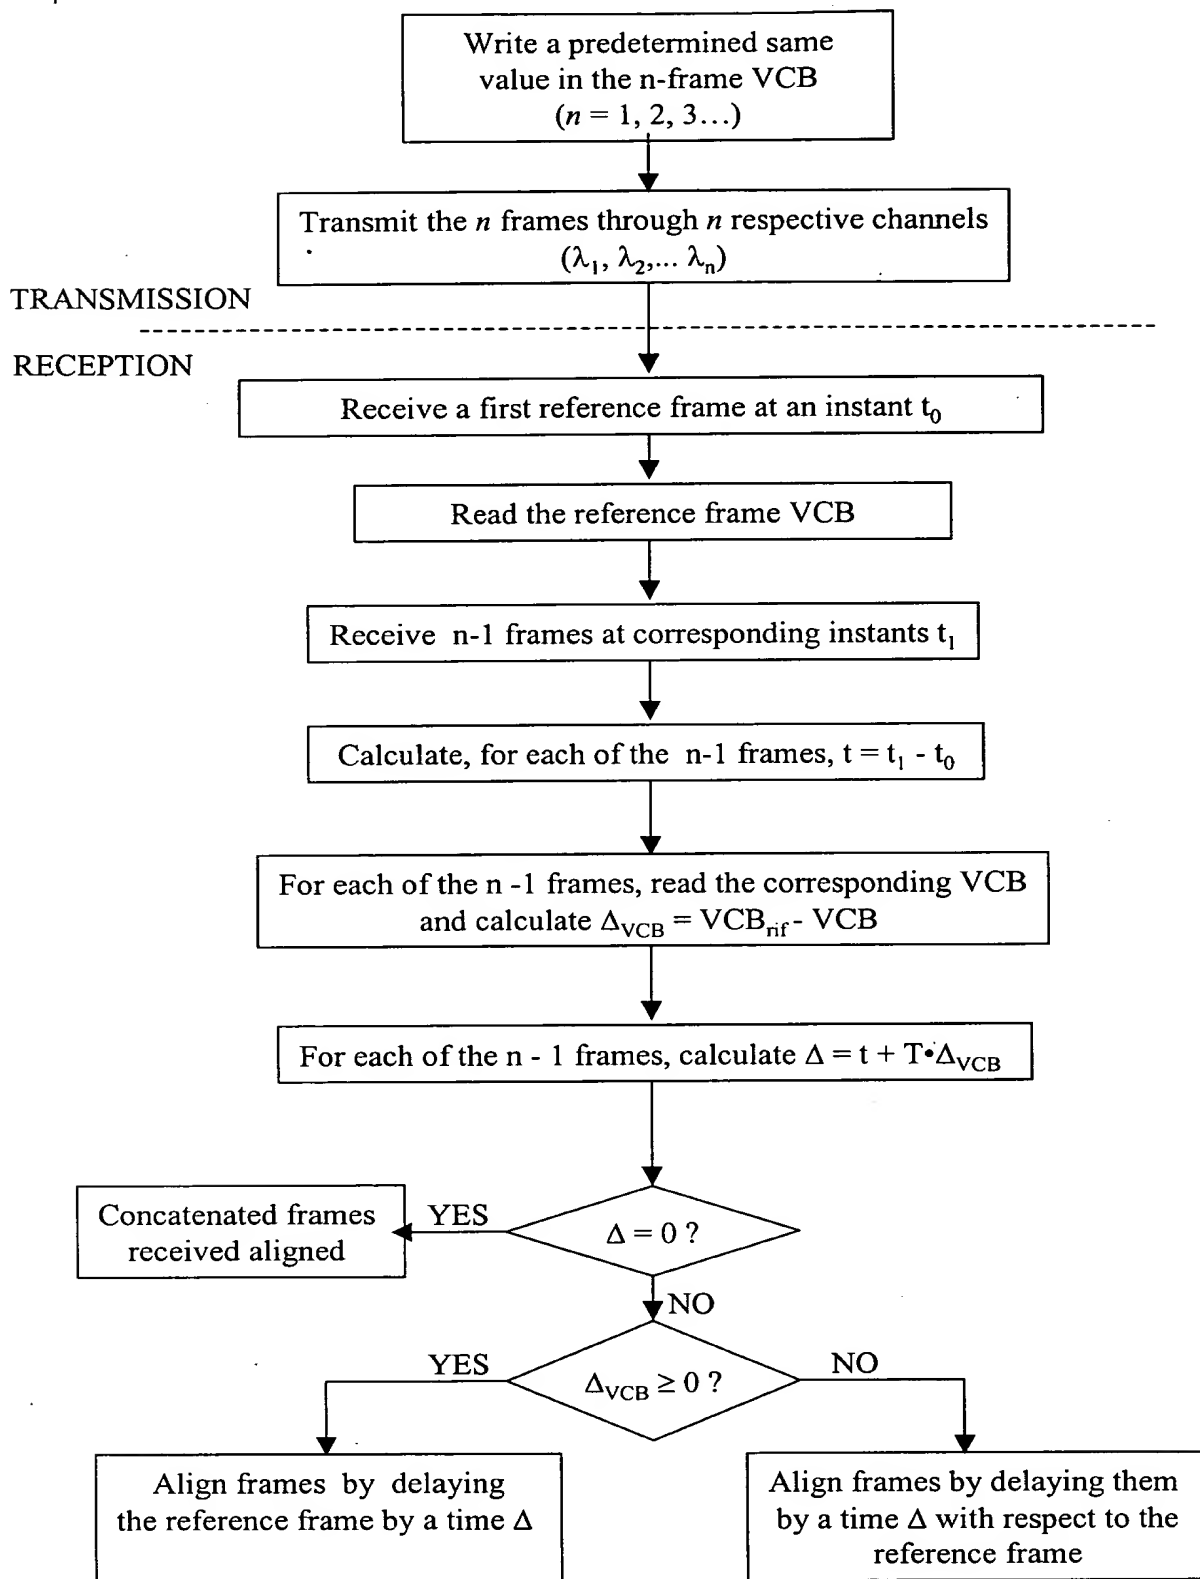 Write a predetermined same
value in the n-frame VCB
(n = 1, 2, 3...)
Transmit the n frames through n respective channels
(λ₁, λ₂,... λₙ)
TRANSMISSION
RECEPTION
Receive a first reference frame at an instant t₀
Read the reference frame VCB
Receive n-1 frames at corresponding instants t₁
Calculate, for each of the n-1 frames, t = t₁ - t₀
For each of the n -1 frames, read the corresponding VCB
and calculate Δ_VCB = VCB_rif - VCB
For each of the n - 1 frames, calculate Δ = t + T•Δ_VCB
Δ = 0 ?
YES
Concatenated frames
received aligned
NO
Δ_VCB ≥ 0 ?
YES
NO
Align frames by delaying
the reference frame by a time Δ
Align frames by delaying them
by a time Δ with respect to the
reference frame